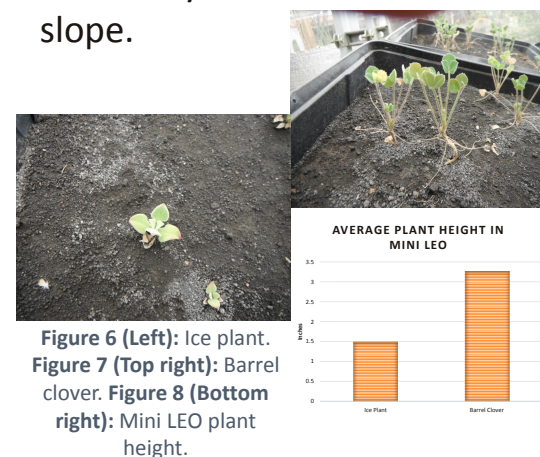 slope.
AVERAGE PLANT HEIGHT IN
MINI LEO
3.5
3
2.5
2
1.5
1
0.5
0
Inches
Ice Plant Barrel Clover
Figure 6 (Left): Ice plant.
Figure 7 (Top right): Barrel
clover. Figure 8 (Bottom
right): Mini LEO plant
height.